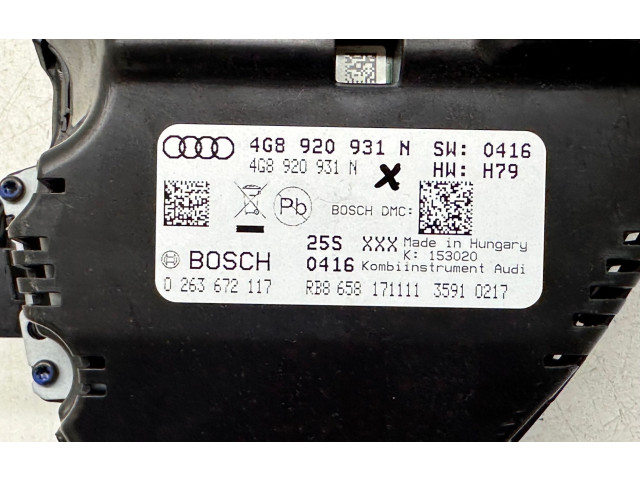 4G8 920 931 N SW: 0416
4G8 920 931 N HW: H79
X
Pb BOSCH DMC:
25S XXX Made in Hungary
K: 153020
BOSCH 0416 Kombiinstrument Audi
0 263 672 117 RB8 658 171111 3591 0217